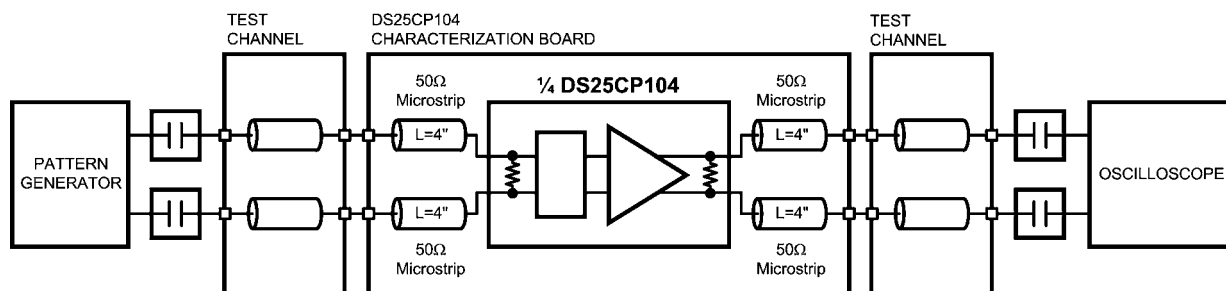 TEST
CHANNEL
DS25CP104
CHARACTERIZATION BOARD
TEST
CHANNEL
50Ω
Microstrip
¼ DS25CP104
50Ω
Microstrip
L=4"
L=4"
PATTERN
GENERATOR
OSCILLOSCOPE
L=4"
L=4"
50Ω
Microstrip
50Ω
Microstrip